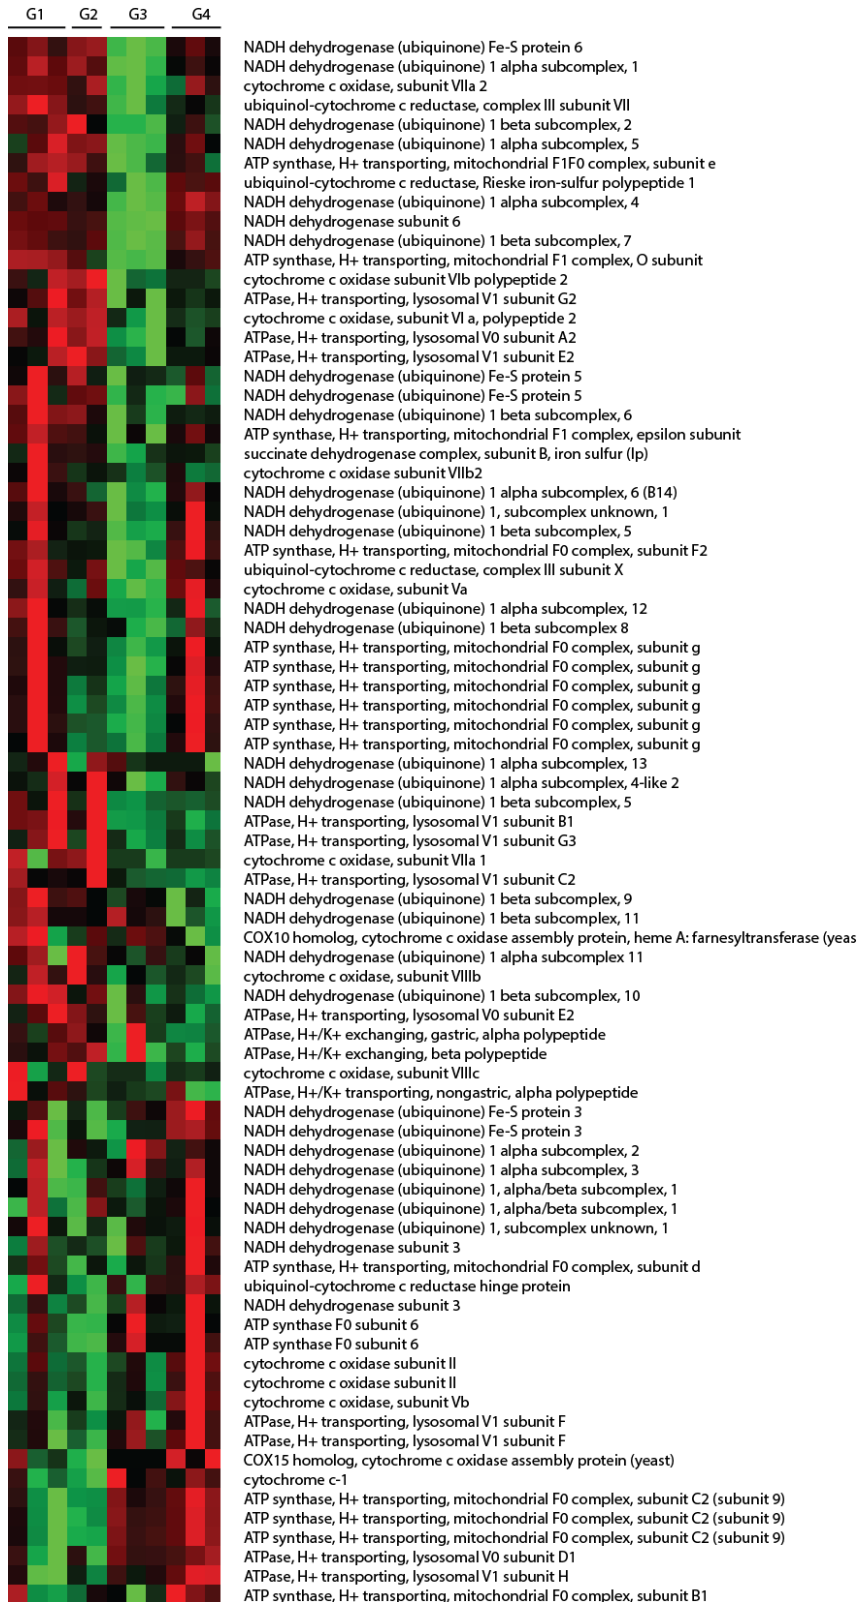 G1 G2 G3 G4
NADH dehydrogenase (ubiquinone) Fe-S protein 6
NADH dehydrogenase (ubiquinone) 1 alpha subcomplex, 1
cytochrome c oxidase, subunit VIIa 2
ubiquinol-cytochrome c reductase, complex III subunit VII
NADH dehydrogenase (ubiquinone) 1 beta subcomplex, 2
NADH dehydrogenase (ubiquinone) 1 alpha subcomplex, 5
ATP synthase, H+ transporting, mitochondrial F1F0 complex, subunit e
ubiquinol-cytochrome c reductase, Rieske iron-sulfur polypeptide 1
NADH dehydrogenase (ubiquinone) 1 alpha subcomplex, 4
NADH dehydrogenase subunit 6
NADH dehydrogenase (ubiquinone) 1 beta subcomplex, 7
ATP synthase, H+ transporting, mitochondrial F1 complex, O subunit
cytochrome c oxidase subunit VIb polypeptide 2
ATPase, H+ transporting, lysosomal V1 subunit G2
cytochrome c oxidase, subunit VI a, polypeptide 2
ATPase, H+ transporting, lysosomal V0 subunit A2
ATPase, H+ transporting, lysosomal V1 subunit E2
NADH dehydrogenase (ubiquinone) Fe-S protein 5
NADH dehydrogenase (ubiquinone) Fe-S protein 5
NADH dehydrogenase (ubiquinone) 1 beta subcomplex, 6
ATP synthase, H+ transporting, mitochondrial F1 complex, epsilon subunit
succinate dehydrogenase complex, subunit B, iron sulfur (Ip)
cytochrome c oxidase subunit VIIb2
NADH dehydrogenase (ubiquinone) 1 alpha subcomplex, 6 (B14)
NADH dehydrogenase (ubiquinone) 1, subcomplex unknown, 1
NADH dehydrogenase (ubiquinone) 1 beta subcomplex, 5
ATP synthase, H+ transporting, mitochondrial F0 complex, subunit F2
ubiquinol-cytochrome c reductase, complex III subunit X
cytochrome c oxidase, subunit Va
NADH dehydrogenase (ubiquinone) 1 alpha subcomplex, 12
NADH dehydrogenase (ubiquinone) 1 beta subcomplex 8
ATP synthase, H+ transporting, mitochondrial F0 complex, subunit g
ATP synthase, H+ transporting, mitochondrial F0 complex, subunit g
ATP synthase, H+ transporting, mitochondrial F0 complex, subunit g
ATP synthase, H+ transporting, mitochondrial F0 complex, subunit g
ATP synthase, H+ transporting, mitochondrial F0 complex, subunit g
ATP synthase, H+ transporting, mitochondrial F0 complex, subunit g
NADH dehydrogenase (ubiquinone) 1 alpha subcomplex, 13
NADH dehydrogenase (ubiquinone) 1 alpha subcomplex, 4-like 2
NADH dehydrogenase (ubiquinone) 1 beta subcomplex, 5
ATPase, H+ transporting, lysosomal V1 subunit B1
ATPase, H+ transporting, lysosomal V1 subunit G3
cytochrome c oxidase, subunit VIIa 1
ATPase, H+ transporting, lysosomal V1 subunit C2
NADH dehydrogenase (ubiquinone) 1 beta subcomplex, 9
NADH dehydrogenase (ubiquinone) 1 beta subcomplex, 11
COX10 homolog, cytochrome c oxidase assembly protein, heme A: farnesyltransferase (yeas
NADH dehydrogenase (ubiquinone) 1 alpha subcomplex 11
cytochrome c oxidase, subunit VIIIb
NADH dehydrogenase (ubiquinone) 1 beta subcomplex, 10
ATPase, H+ transporting, lysosomal V0 subunit E2
ATPase, H+/K+ exchanging, gastric, alpha polypeptide
ATPase, H+/K+ exchanging, beta polypeptide
cytochrome c oxidase, subunit VIIIc
ATPase, H+/K+ transporting, nongastric, alpha polypeptide
NADH dehydrogenase (ubiquinone) Fe-S protein 3
NADH dehydrogenase (ubiquinone) Fe-S protein 3
NADH dehydrogenase (ubiquinone) 1 alpha subcomplex, 2
NADH dehydrogenase (ubiquinone) 1 alpha subcomplex, 3
NADH dehydrogenase (ubiquinone) 1, alpha/beta subcomplex, 1
NADH dehydrogenase (ubiquinone) 1, alpha/beta subcomplex, 1
NADH dehydrogenase (ubiquinone) 1, subcomplex unknown, 1
NADH dehydrogenase subunit 3
ATP synthase, H+ transporting, mitochondrial F0 complex, subunit d
ubiquinol-cytochrome c reductase hinge protein
NADH dehydrogenase subunit 3
ATP synthase F0 subunit 6
ATP synthase F0 subunit 6
cytochrome c oxidase subunit II
cytochrome c oxidase subunit II
cytochrome c oxidase, subunit Vb
ATPase, H+ transporting, lysosomal V1 subunit F
ATPase, H+ transporting, lysosomal V1 subunit F
COX15 homolog, cytochrome c oxidase assembly protein (yeast)
cytochrome c-1
ATP synthase, H+ transporting, mitochondrial F0 complex, subunit C2 (subunit 9)
ATP synthase, H+ transporting, mitochondrial F0 complex, subunit C2 (subunit 9)
ATP synthase, H+ transporting, mitochondrial F0 complex, subunit C2 (subunit 9)
ATPase, H+ transporting, lysosomal V0 subunit D1
ATPase, H+ transporting, lysosomal V1 subunit H
ATP synthase, H+ transporting, mitochondrial F0 complex, subunit B1